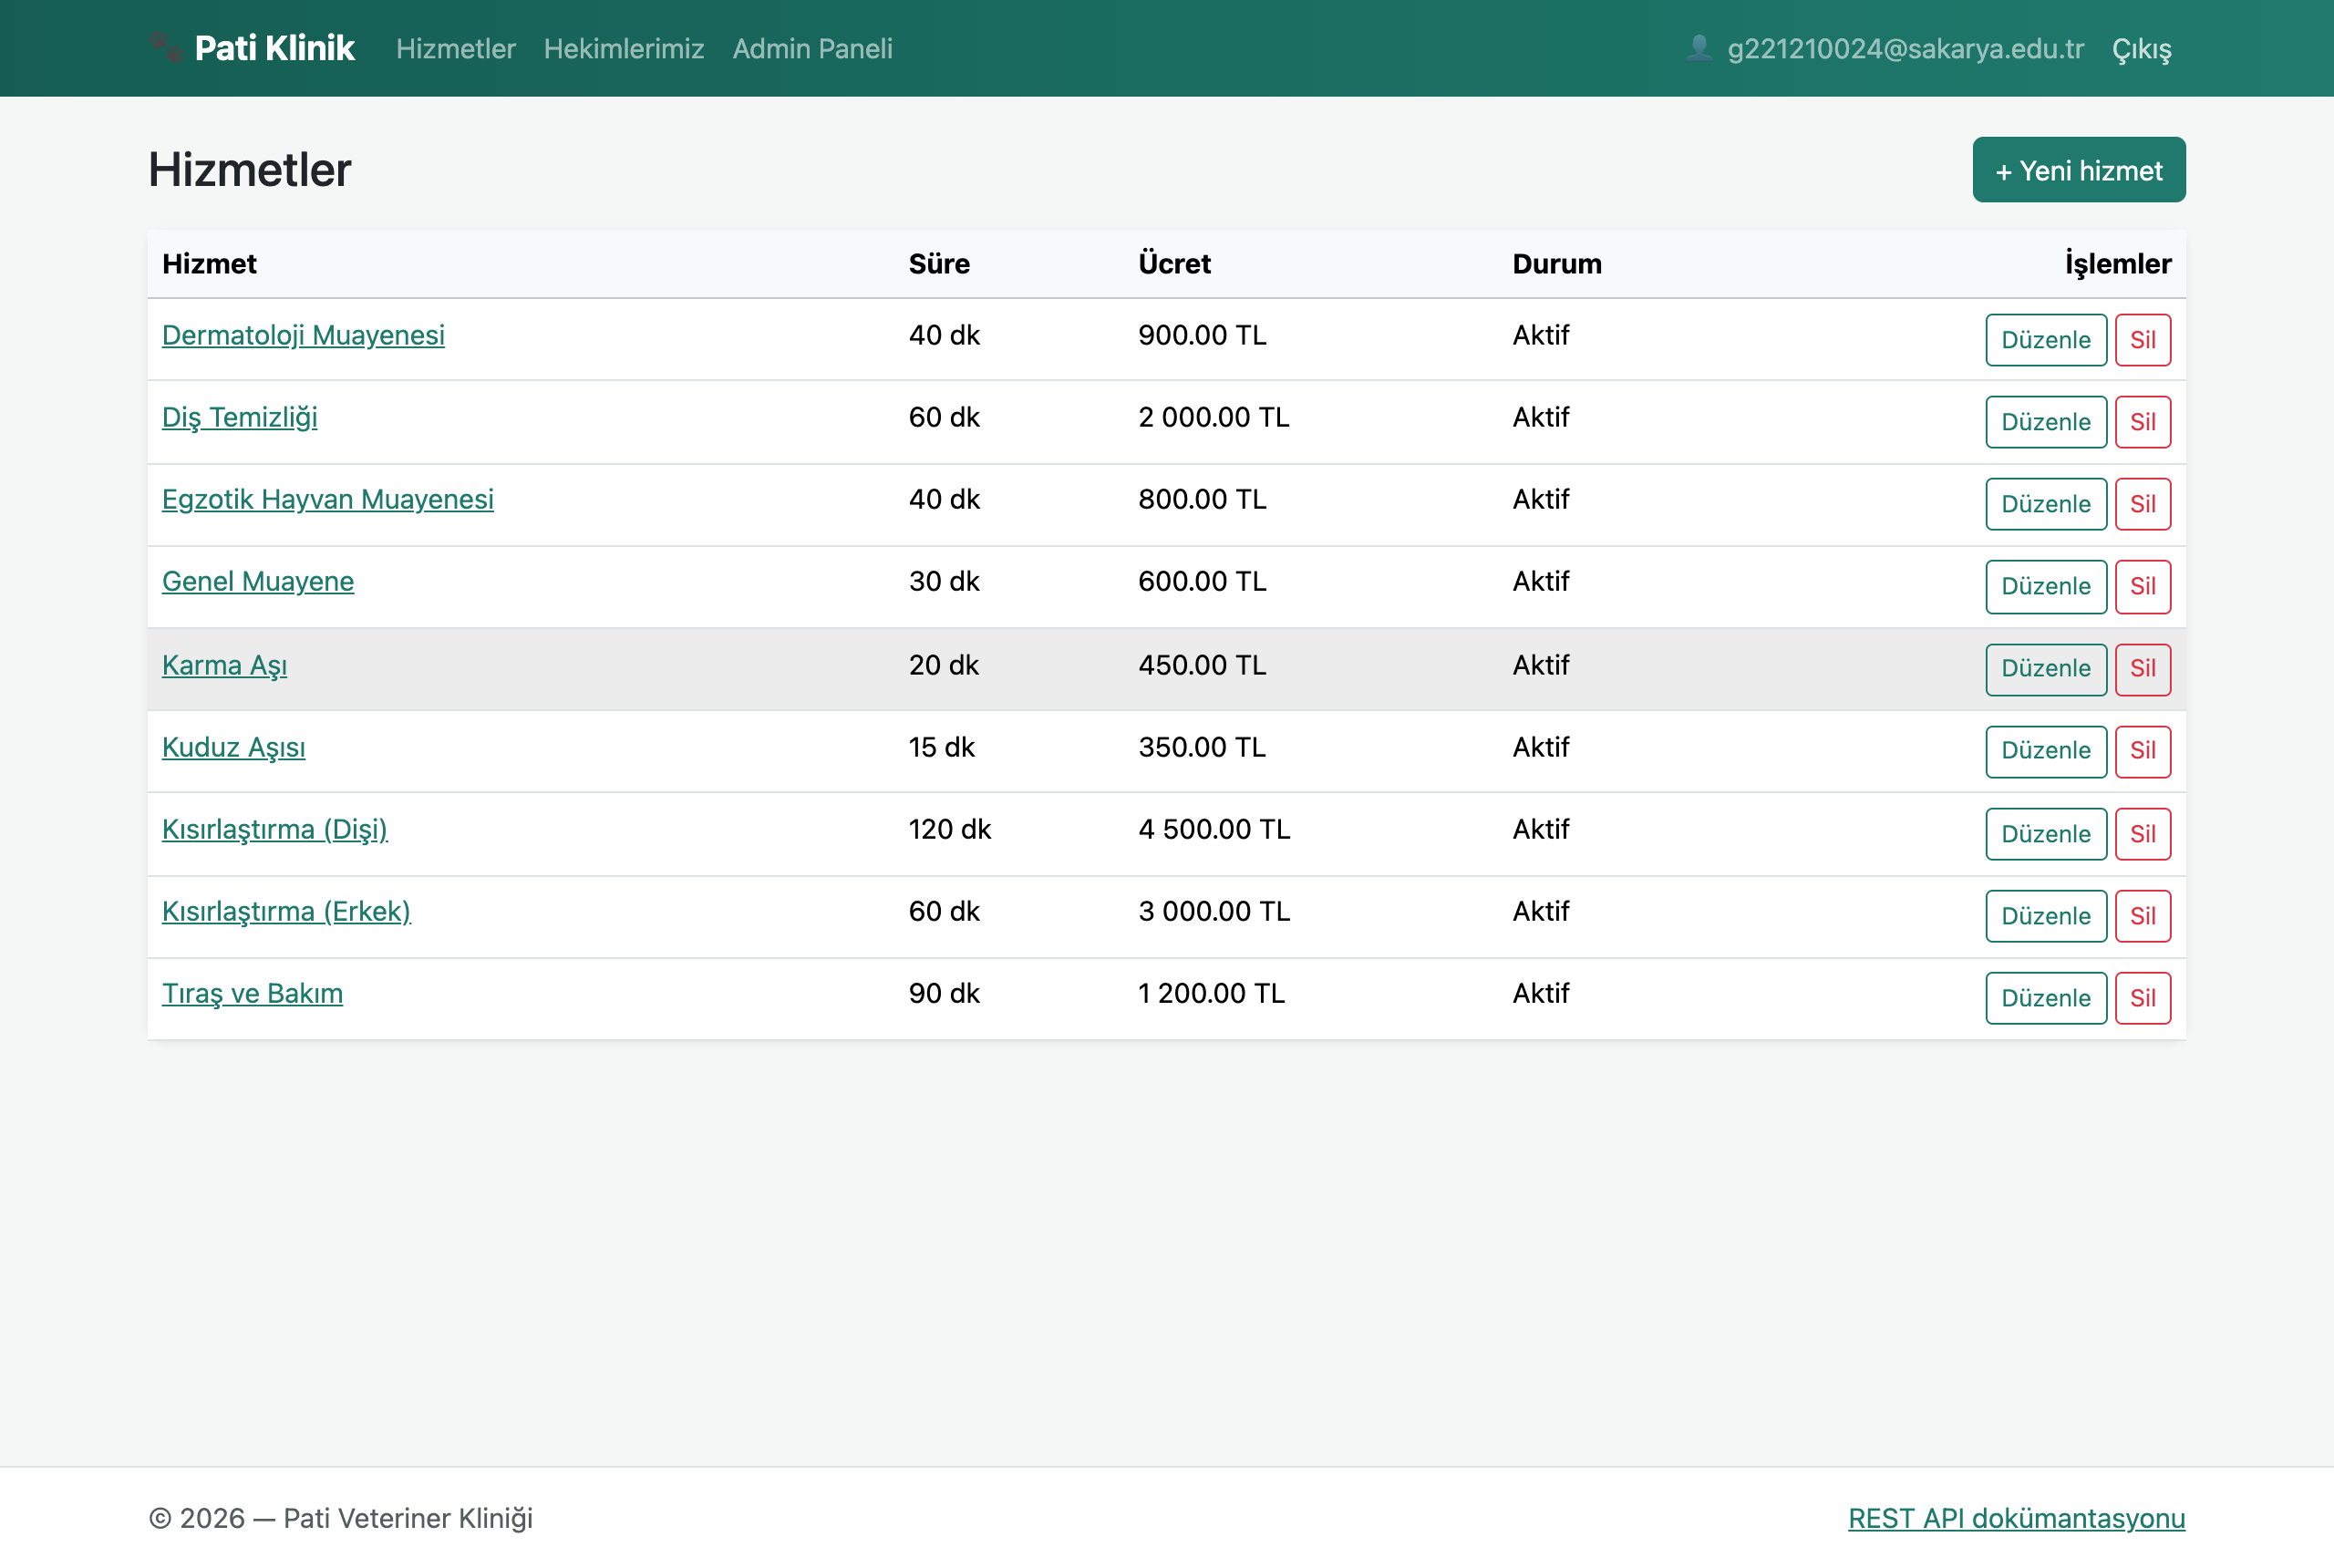 Pati Klinik Hizmetler Hekimlerimiz Admin Paneli g221210024@sakarya.edu.tr Çıkış
Hizmetler + Yeni hizmet
Hizmet Süre Ücret Durum İşlemler
Dermatoloji Muayenesi 40 dk 900.00 TL Aktif Düzenle Sil
Diş Temizliği 60 dk 2 000.00 TL Aktif Düzenle Sil
Egzotik Hayvan Muayenesi 40 dk 800.00 TL Aktif Düzenle Sil
Genel Muayene 30 dk 600.00 TL Aktif Düzenle Sil
Karma Aşı 20 dk 450.00 TL Aktif Düzenle Sil
Kuduz Aşısı 15 dk 350.00 TL Aktif Düzenle Sil
Kısırlaştırma (Dişi) 120 dk 4 500.00 TL Aktif Düzenle Sil
Kısırlaştırma (Erkek) 60 dk 3 000.00 TL Aktif Düzenle Sil
Tıraş ve Bakım 90 dk 1 200.00 TL Aktif Düzenle Sil
© 2026 — Pati Veteriner Kliniği REST API dokümantasyonu